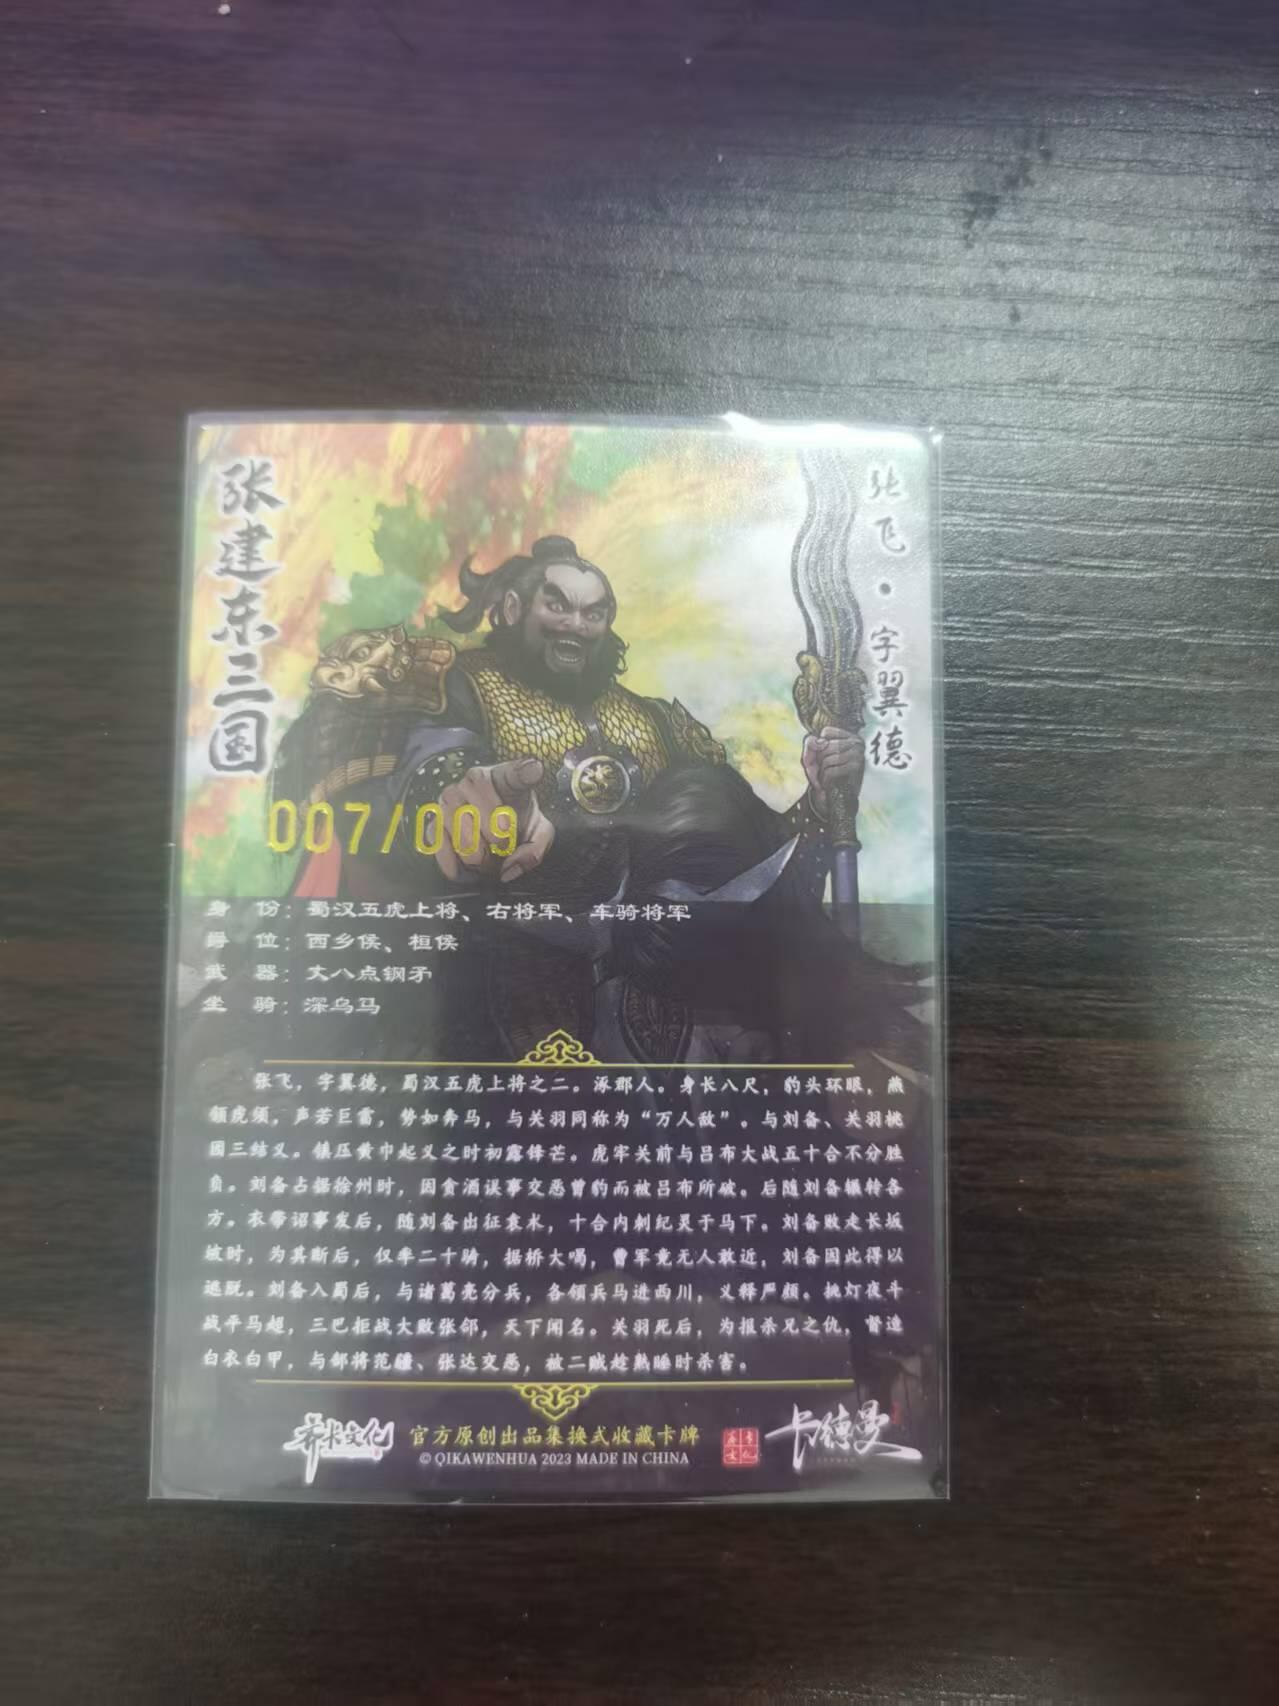 张建东三国
张飞·字翼德
007/009
身 份：蜀汉五虎上将、右将军、车骑将军
爵 位：西乡侯、桓侯
武 器：丈八点钢矛
坐 骑：深乌马
张飞，字翼德，蜀汉五虎上将之二。涿郡人。身长八尺，豹头环眼，燕
颔虎须，声若巨雷，势如奔马，与关羽同称为“万人敌”。与刘备、关羽桃
园三结义。镇压黄巾起义之时初露锋芒。虎牢关前与吕布大战五十合不分胜
负。刘备占据徐州时，因贪酒误事交恶曹豹而被吕布所破。后随刘备辗转各
方。衣带诏事发后，随刘备出征袁术，十合内刺纪灵于马下。刘备败走长坂
坡时，为其断后，仅率二十骑，据桥大喝，曹军竟无人敢近，刘备因此得以
逃脱。刘备入蜀后，与诸葛亮分兵，各领兵马进西川，义释严颜。挑灯夜斗
战平马超，三巴拒战大败张郃，天下闻名。关羽死后，为报杀兄之仇，督造
白衣白甲，与部将范疆、张达交恶，被二贼趁熟睡时杀害。
齐卡文化
官方原创出品集换式收藏卡牌
© QIKAWENHUA 2023 MADE IN CHINA
卡德曼